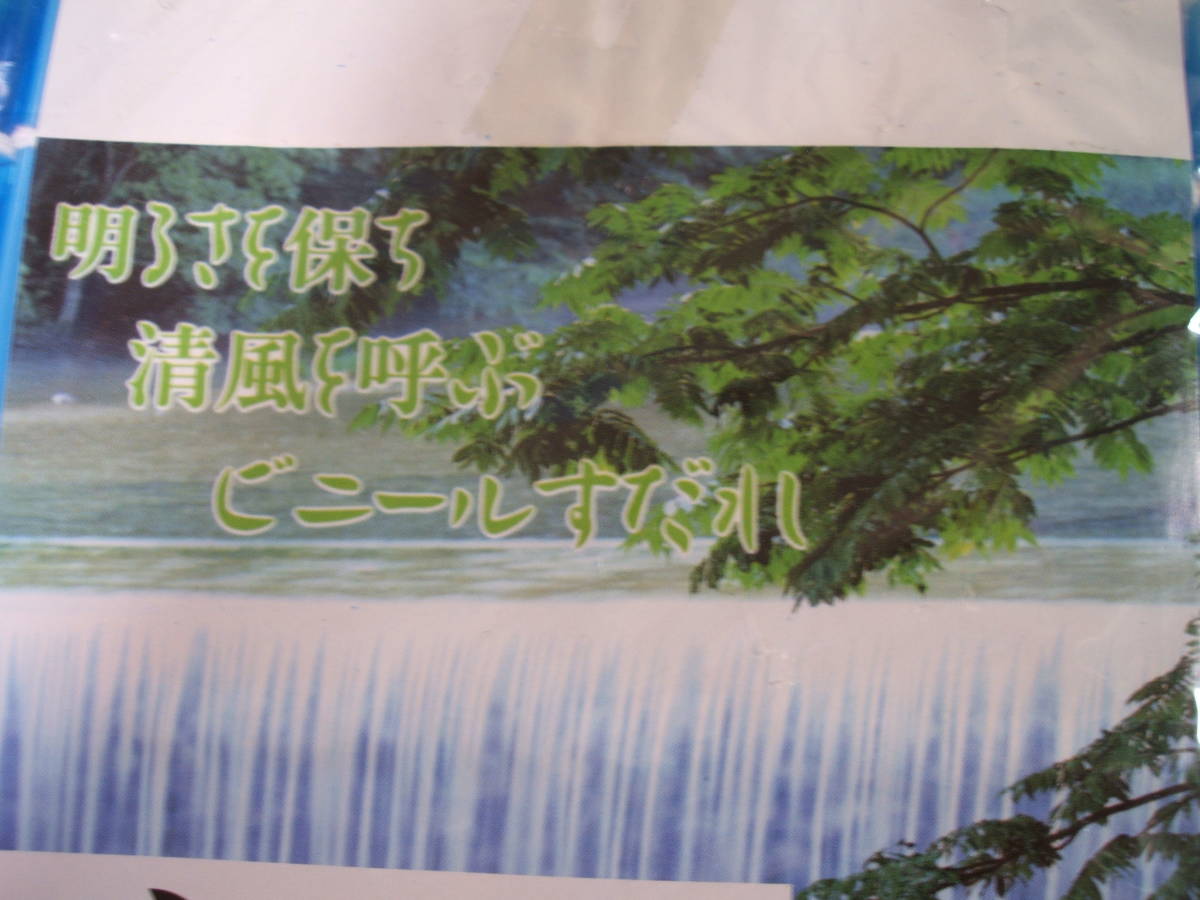 明るさを保ち
清風を呼ぶ
ビニールすだれ